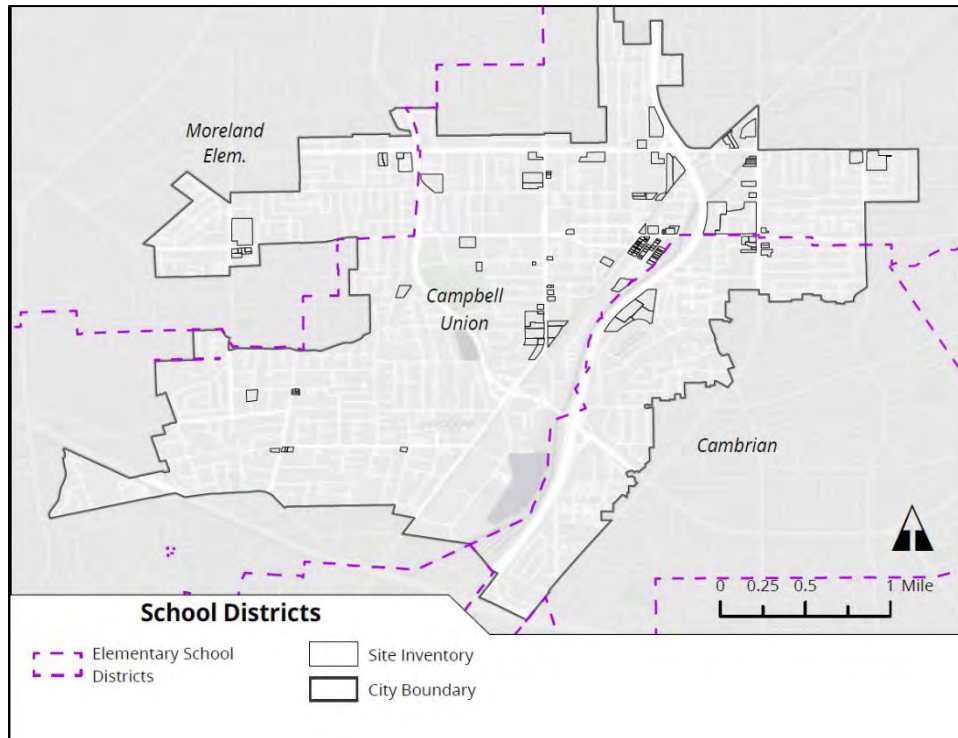 Moreland
Elem.
Campbell
Union
Cambrian
0 0.25 0.5 1 Mile
School Districts
Elementary School
Districts
Site Inventory
City Boundary